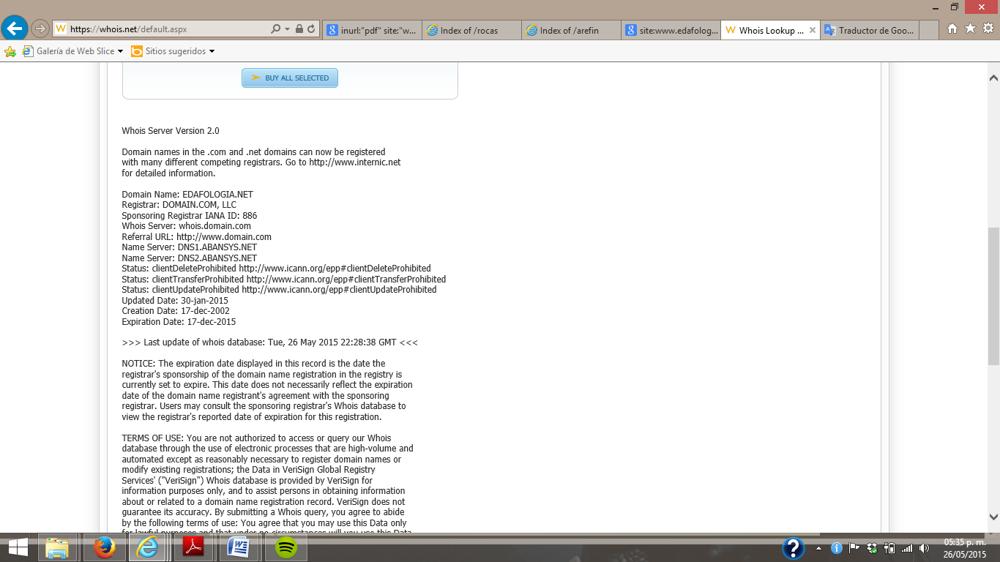 https://whois.net/default.aspx
inurl:"pdf" site:"w...
Index of /rocas
Index of /arefin
site:www.edafolog...
Whois Lookup ...
Traductor de Goo...
Galería de Web Slice
Sitios sugeridos
BUY ALL SELECTED
Whois Server Version 2.0
Domain names in the .com and .net domains can now be registered
with many different competing registrars. Go to http://www.internic.net
for detailed information.
Domain Name: EDAFOLOGIA.NET
Registrar: DOMAIN.COM, LLC
Sponsoring Registrar IANA ID: 886
Whois Server: whois.domain.com
Referral URL: http://www.domain.com
Name Server: DNS1.ABANSYS.NET
Name Server: DNS2.ABANSYS.NET
Status: clientDeleteProhibited http://www.icann.org/epp#clientDeleteProhibited
Status: clientTransferProhibited http://www.icann.org/epp#clientTransferProhibited
Status: clientUpdateProhibited http://www.icann.org/epp#clientUpdateProhibited
Updated Date: 30-jan-2015
Creation Date: 17-dec-2002
Expiration Date: 17-dec-2015
>>> Last update of whois database: Tue, 26 May 2015 22:28:38 GMT <<<
NOTICE: The expiration date displayed in this record is the date the
registrar's sponsorship of the domain name registration in the registry is
currently set to expire. This date does not necessarily reflect the expiration
date of the domain name registrant's agreement with the sponsoring
registrar. Users may consult the sponsoring registrar's Whois database to
view the registrar's reported date of expiration for this registration.
TERMS OF USE: You are not authorized to access or query our Whois
database through the use of electronic processes that are high-volume and
automated except as reasonably necessary to register domain names or
modify existing registrations; the Data in VeriSign Global Registry
Services' ("VeriSign") Whois database is provided by VeriSign for
information purposes only, and to assist persons in obtaining information
about or related to a domain name registration record. VeriSign does not
guarantee its accuracy. By submitting a Whois query, you agree to abide
by the following terms of use: You agree that you may use this Data only
for lawful purposes and that under no circumstances will you use this Data
05:35 p. m.
26/05/2015